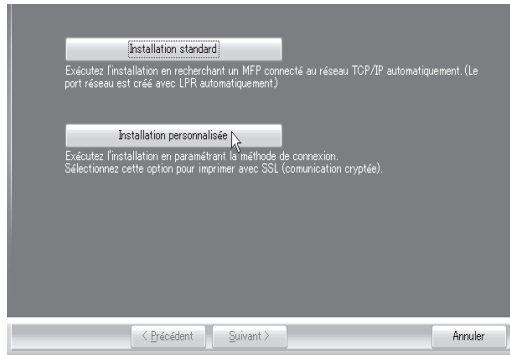 Installation standard
Exécutez l'installation en recherchant un MFP connecté au réseau TCP/IP automatiquement. (Le
port réseau est créé avec LPR automatiquement)
Installation personnalisée
Exécutez l'installation en paramétrant la méthode de connexion.
Sélectionnez cette option pour imprimer avec SSL (comunication cryptée).
< Précédent
Suivant >
Annuler